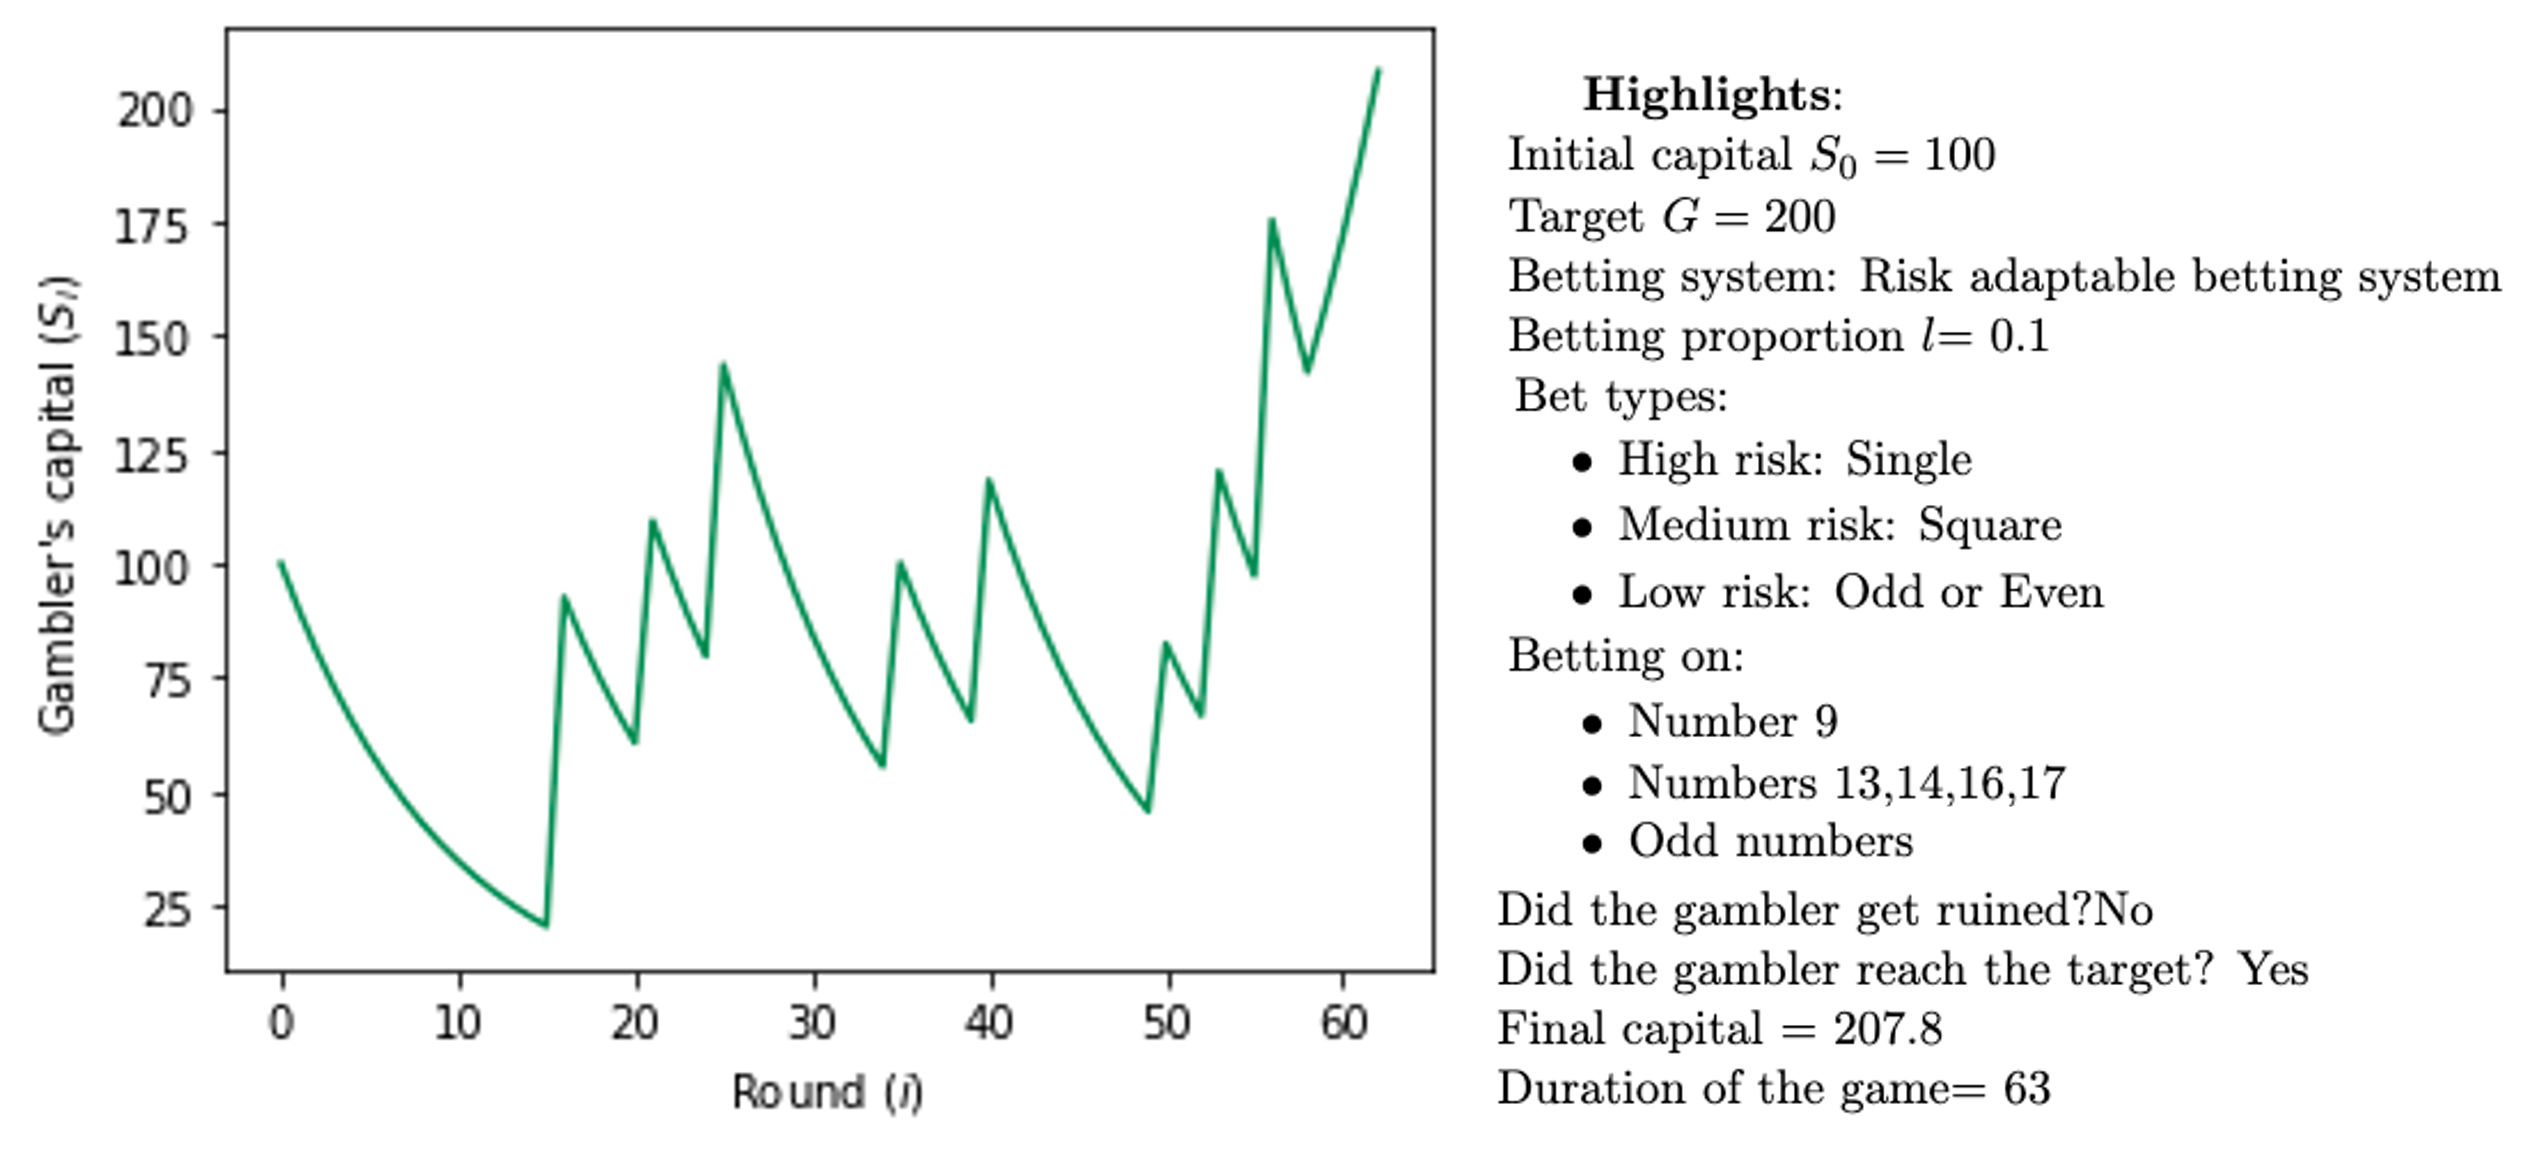 200
175
150
125
100
75
50
25
Gambler's capital (Sᵢ)
0 10 20 30 40 50 60
Round (i)
Highlights:
Initial capital S₀ = 100
Target G = 200
Betting system: Risk adaptable betting system
Betting proportion l= 0.1
Bet types:
• High risk: Single
• Medium risk: Square
• Low risk: Odd or Even
Betting on:
• Number 9
• Numbers 13,14,16,17
• Odd numbers
Did the gambler get ruined?No
Did the gambler reach the target? Yes
Final capital = 207.8
Duration of the game= 63